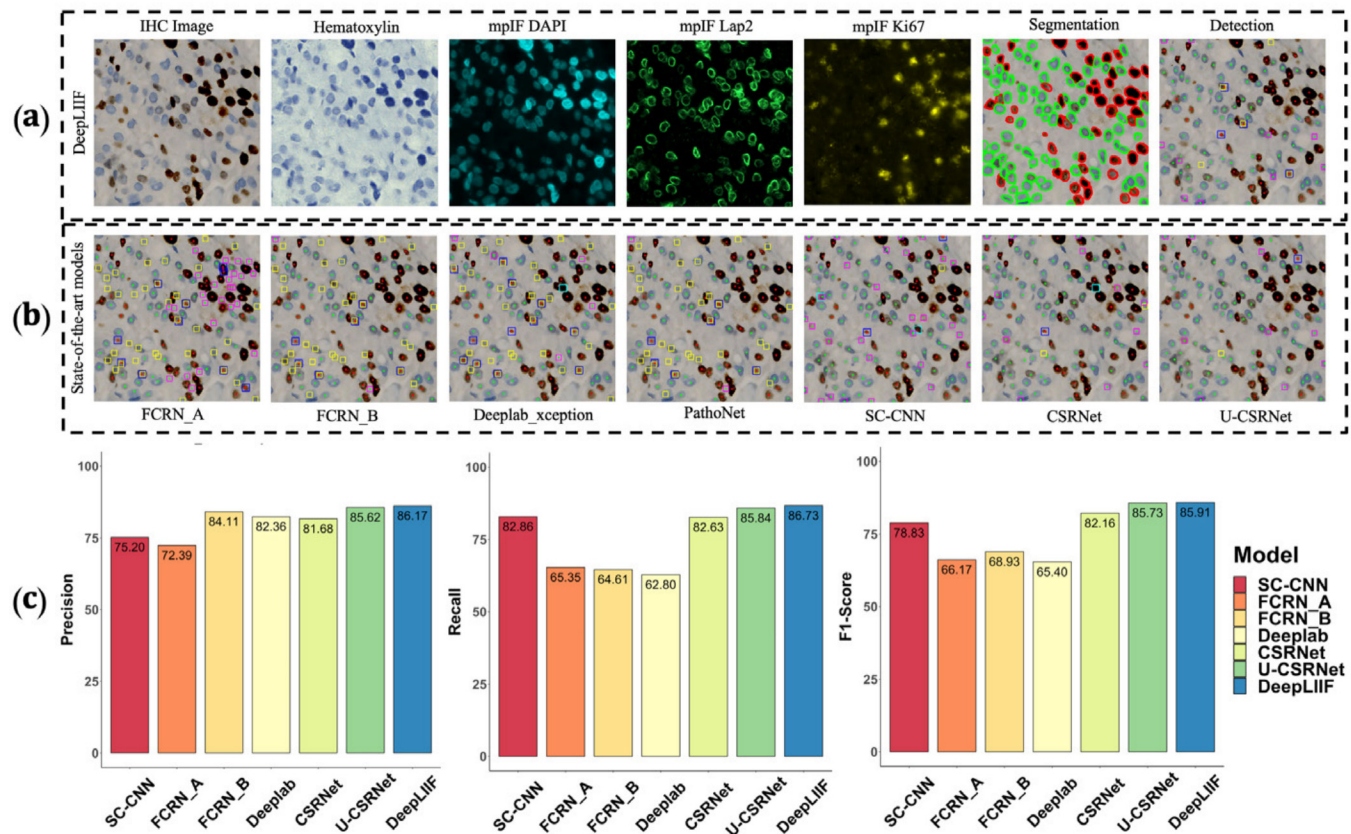 IHC Image Hematoxylin mpIF DAPI mpIF Lap2 mpIF Ki67 Segmentation Detection
(a)
DeepLIIF
(b)
State-of-the-art models
FCRN_A FCRN_B Deeplab_xception PathoNet SC-CNN CSRNet U-CSRNet
(c)
Precision
100
75
50
25
0
75.20 72.39 84.11 82.36 81.68 85.62 86.17
SC-CNN FCRN_A FCRN_B Deeplab CSRNet U-CSRNet DeepLIIF
Recall
100
75
50
25
0
82.86 65.35 64.61 62.80 82.63 85.84 86.73
SC-CNN FCRN_A FCRN_B Deeplab CSRNet U-CSRNet DeepLIIF
F1-Score
100
75
50
25
0
78.83 66.17 68.93 65.40 82.16 85.73 85.91
SC-CNN FCRN_A FCRN_B Deeplab CSRNet U-CSRNet DeepLIIF
Model
SC-CNN
FCRN_A
FCRN_B
Deeplab
CSRNet
U-CSRNet
DeepLIIF